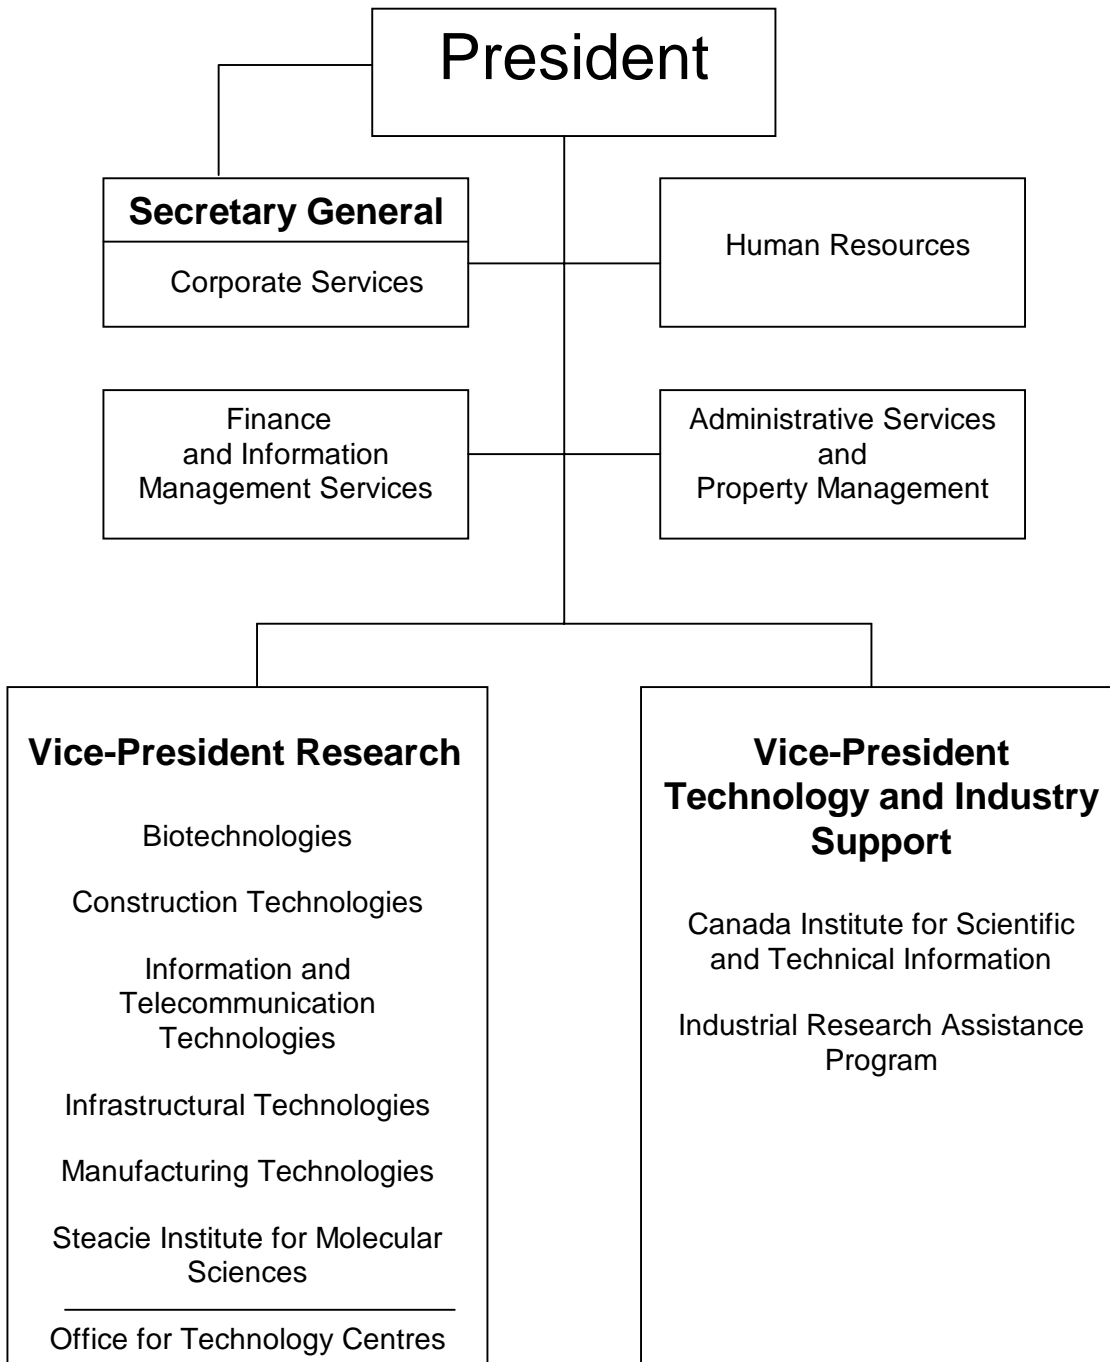 President
Secretary General
Corporate Services
Human Resources
Finance
and Information
Management Services
Administrative Services
and
Property Management
Vice-President Research
Biotechnologies
Construction Technologies
Information and
Telecommunication
Technologies
Infrastructural Technologies
Manufacturing Technologies
Steacie Institute for Molecular
Sciences
Office for Technology Centres
Vice-President
Technology and Industry
Support
Canada Institute for Scientific
and Technical Information
Industrial Research Assistance
Program